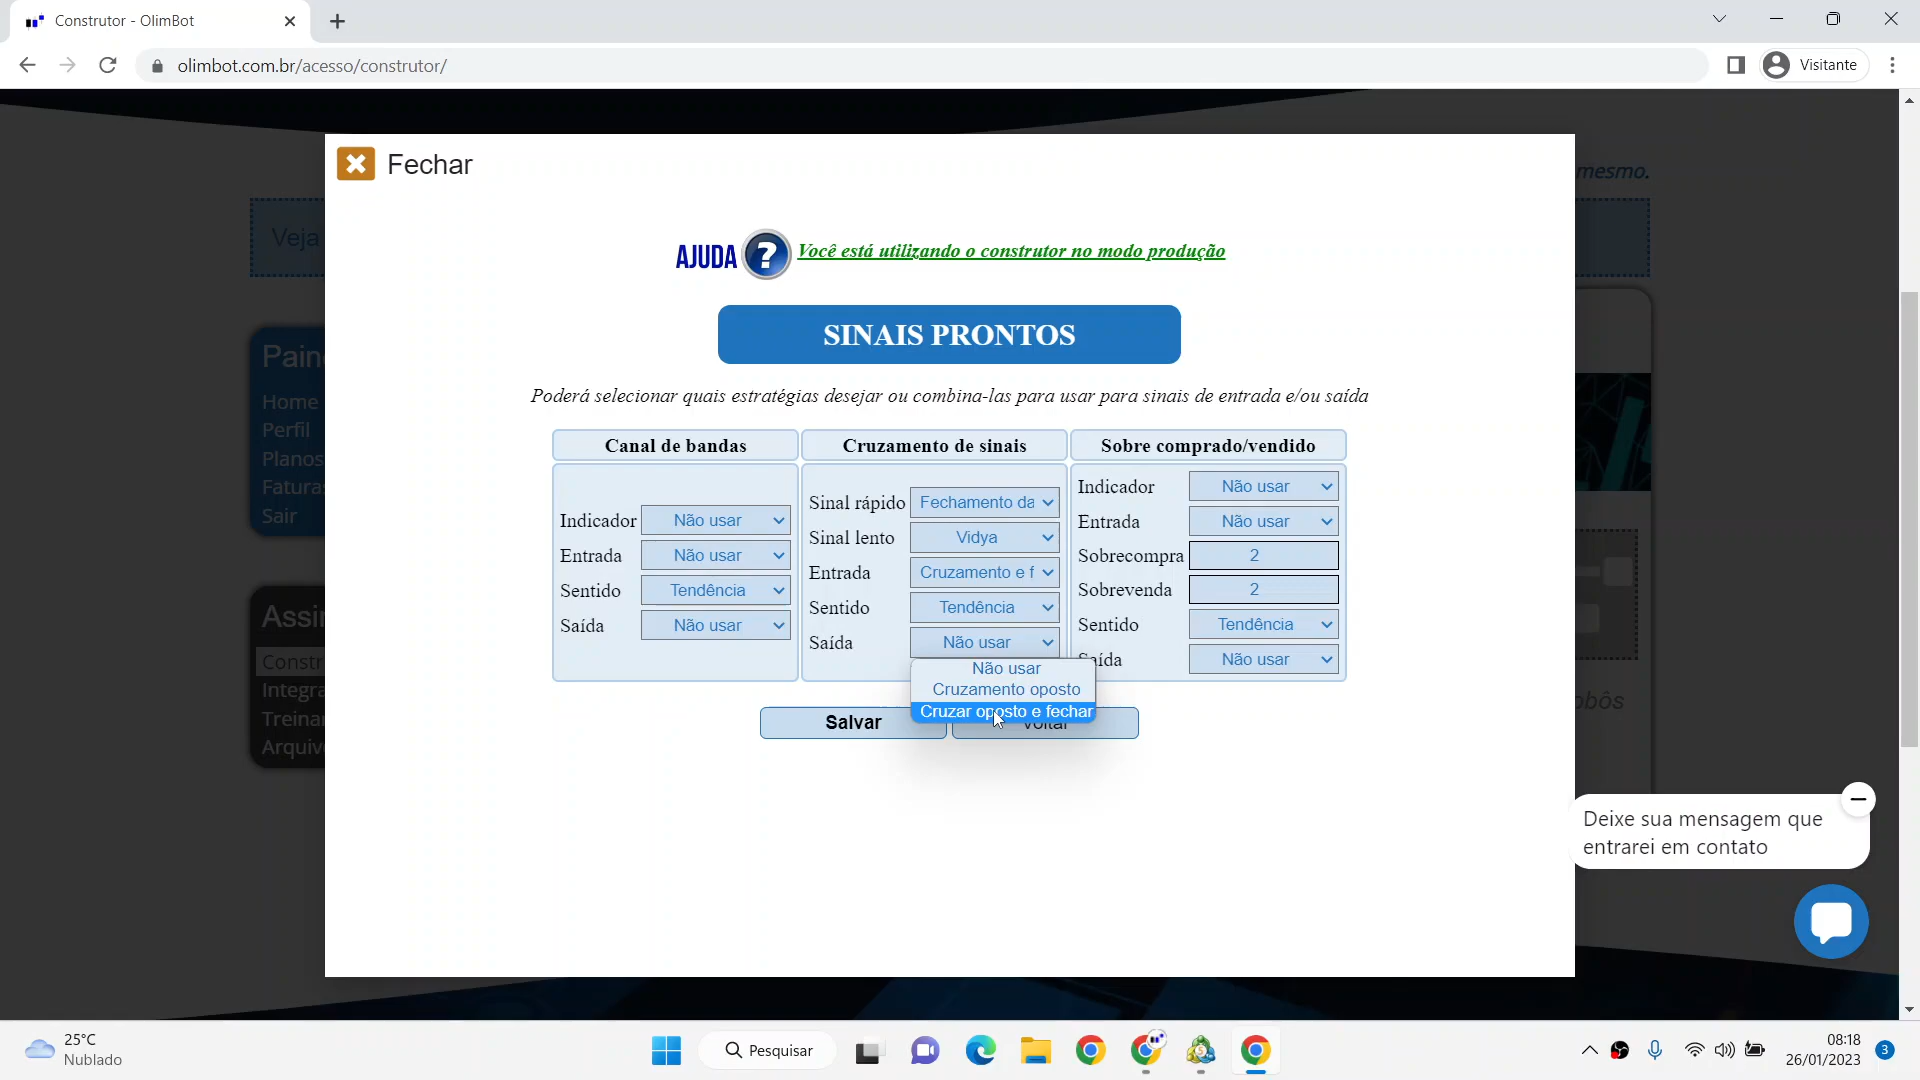 Construtor - OlimBot
olimbot.com.br/acesso/construtor/
Visitante
Fechar
mesmo.
Veja
AJUDA ? Você está utilizando o construtor no modo produção
SINAIS PRONTOS
Poderá selecionar quais estratégias desejar ou combina-las para usar para sinais de entrada e/ou saída
Canal de bandas
Indicador Não usar
Entrada Não usar
Sentido Tendência
Saída Não usar
Cruzamento de sinais
Sinal rápido Fechamento da
Sinal lento Vidya
Entrada Cruzamento e f
Sentido Tendência
Saída Não usar
Não usar
Cruzamento oposto
Cruzar oposto e fechar
Sobre comprado/vendido
Indicador Não usar
Entrada Não usar
Sobrecompra 2
Sobrevenda 2
Sentido Tendência
Saída Não usar
Salvar
Voltar
Pain
Home
Perfil
Planos
Faturas
Sair
Assi
Constr
Integra
Treina
Arquiv
obôs
Deixe sua mensagem que
entrarei em contato
25°C
Nublado
Pesquisar
08:18
26/01/2023
3